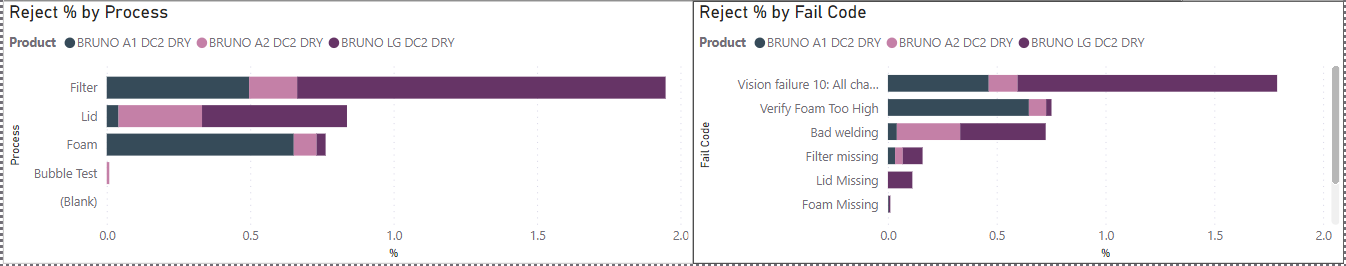 Reject % by Process
Product BRUNO A1 DC2 DRY BRUNO A2 DC2 DRY BRUNO LG DC2 DRY
Process
Filter
Lid
Foam
Bubble Test
(Blank)
0.0 0.5 1.0 1.5 2.0
%
Reject % by Fail Code
Product BRUNO A1 DC2 DRY BRUNO A2 DC2 DRY BRUNO LG DC2 DRY
Fail Code
Vision failure 10: All cha...
Verify Foam Too High
Bad welding
Filter missing
Lid Missing
Foam Missing
0.0 0.5 1.0 1.5 2.0
%